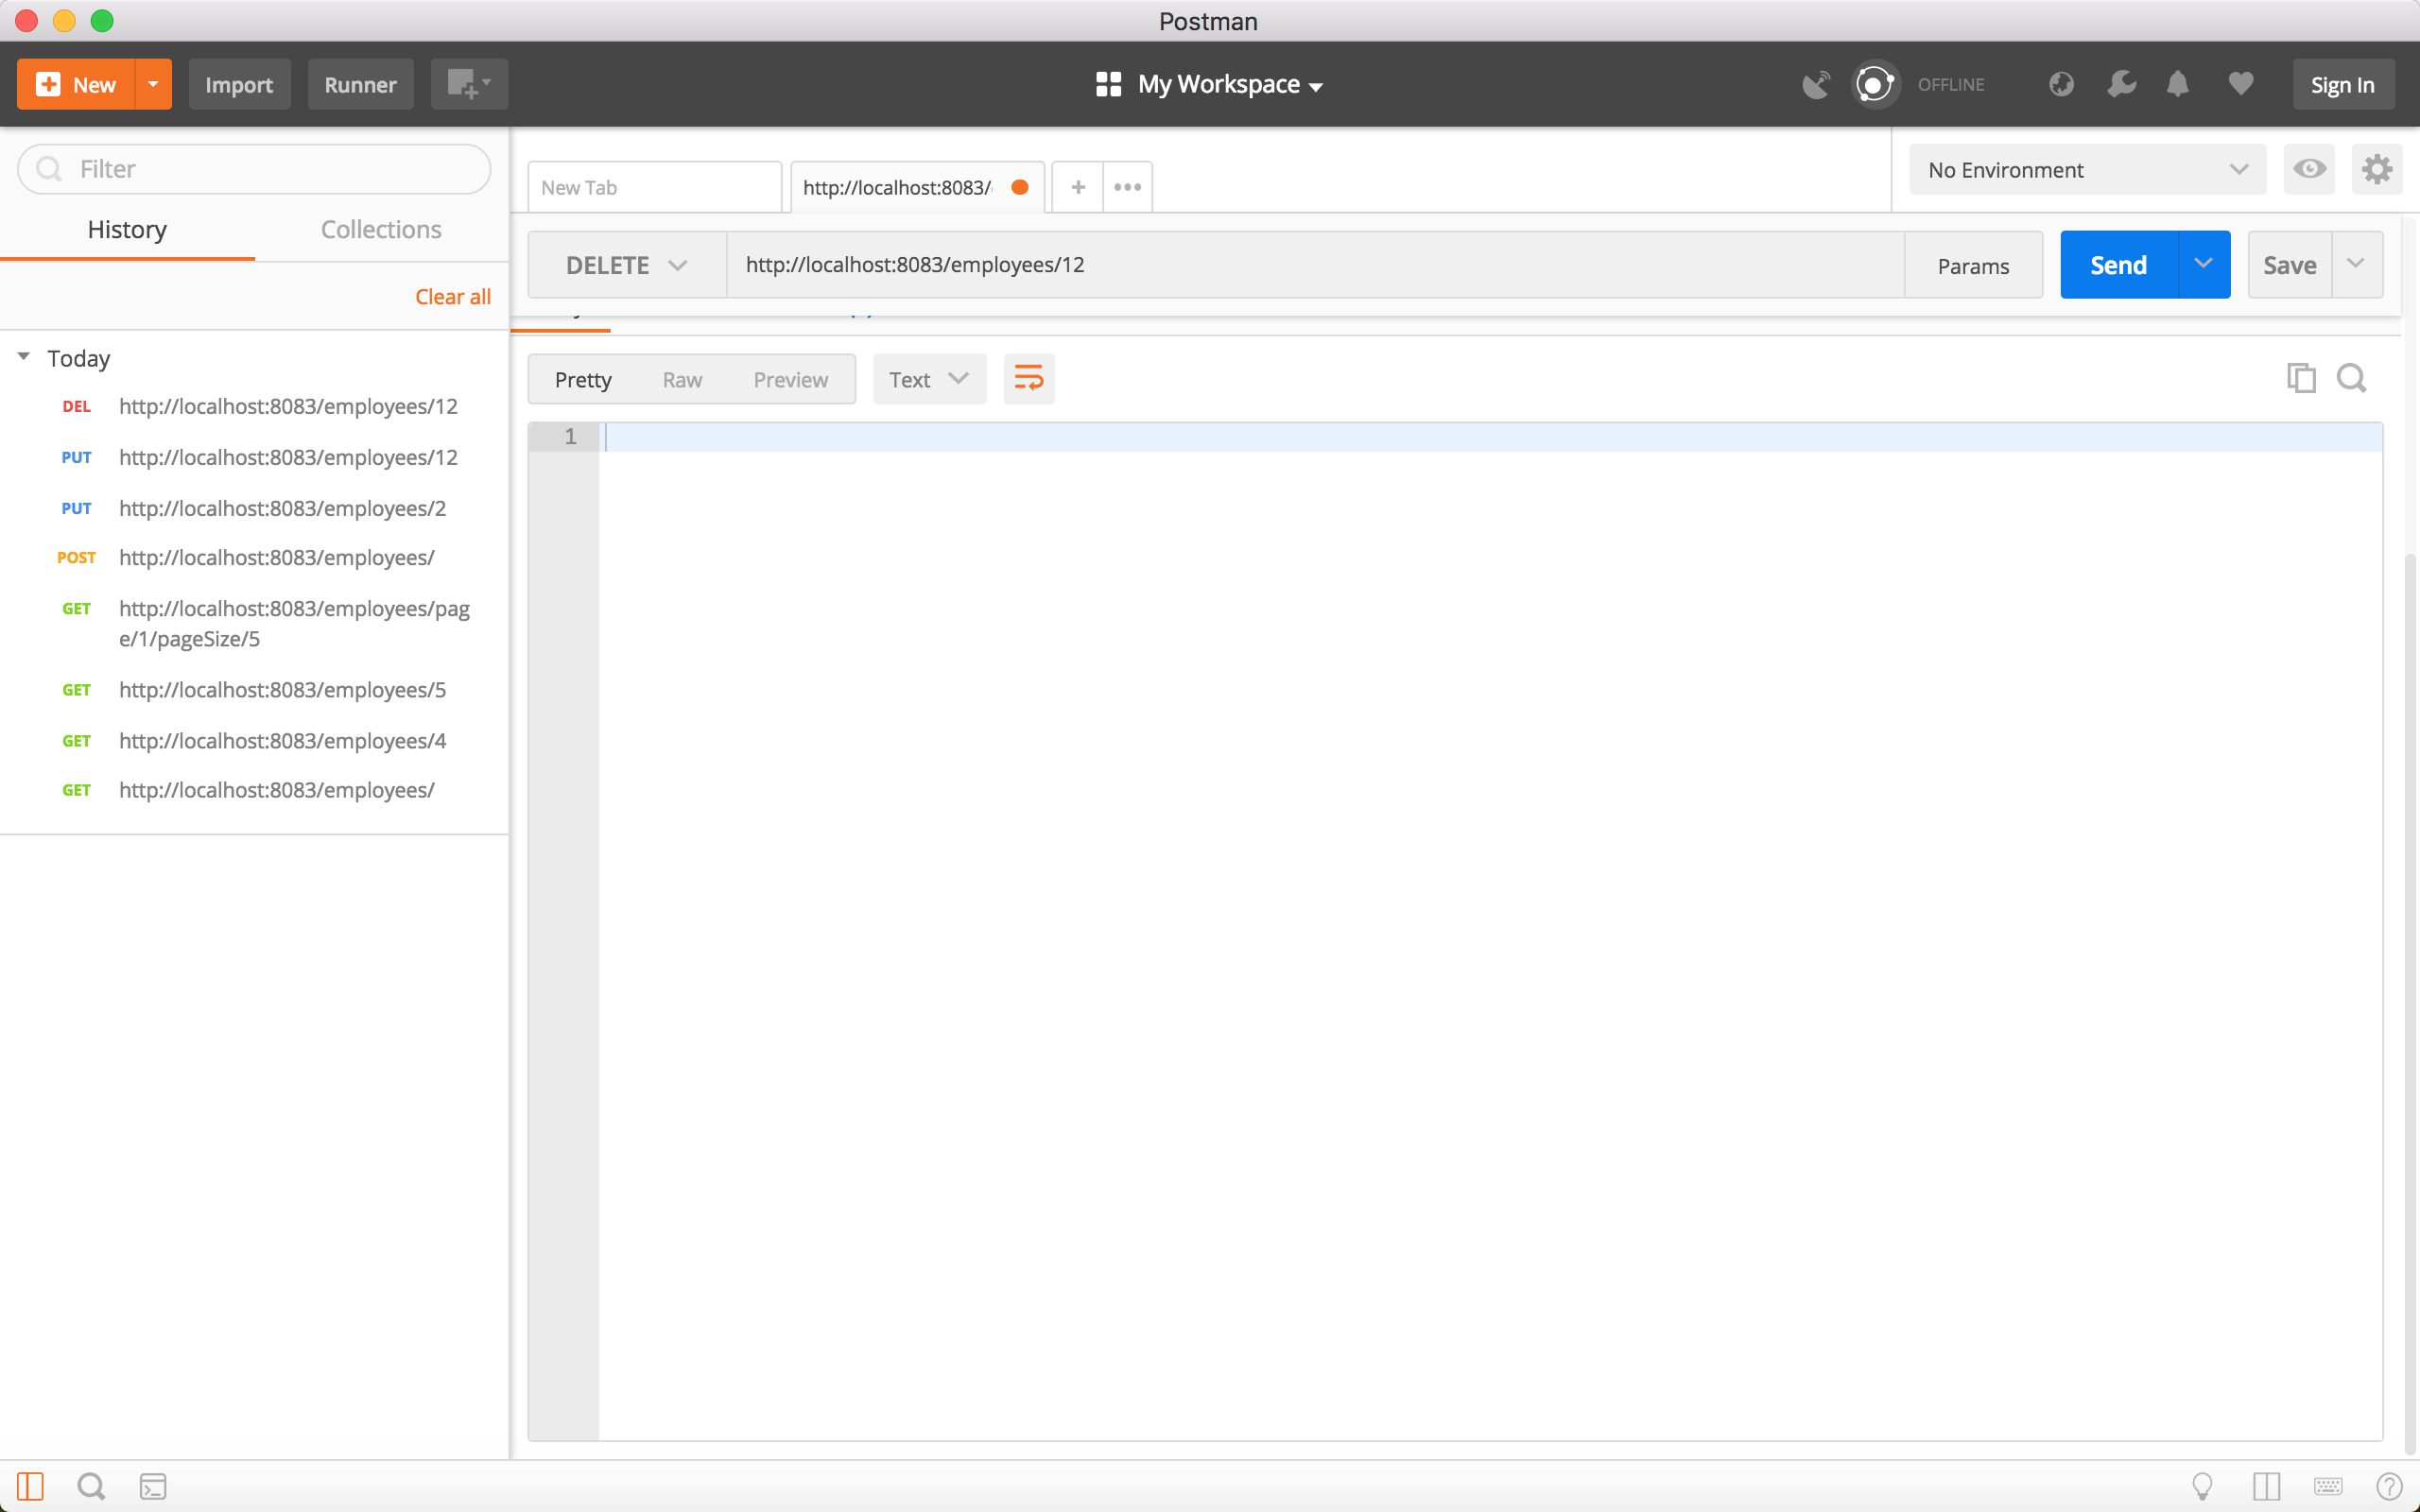 Postman
New
Import
Runner
My Workspace
OFFLINE
Sign In
Filter
History
Collections
Clear all
Today
DEL http://localhost:8083/employees/12
PUT http://localhost:8083/employees/12
PUT http://localhost:8083/employees/2
POST http://localhost:8083/employees/
GET http://localhost:8083/employees/pag
e/1/pageSize/5
GET http://localhost:8083/employees/5
GET http://localhost:8083/employees/4
GET http://localhost:8083/employees/
New Tab
http://localhost:8083/
No Environment
DELETE
http://localhost:8083/employees/12
Params
Send
Save
Pretty
Raw
Preview
Text
1